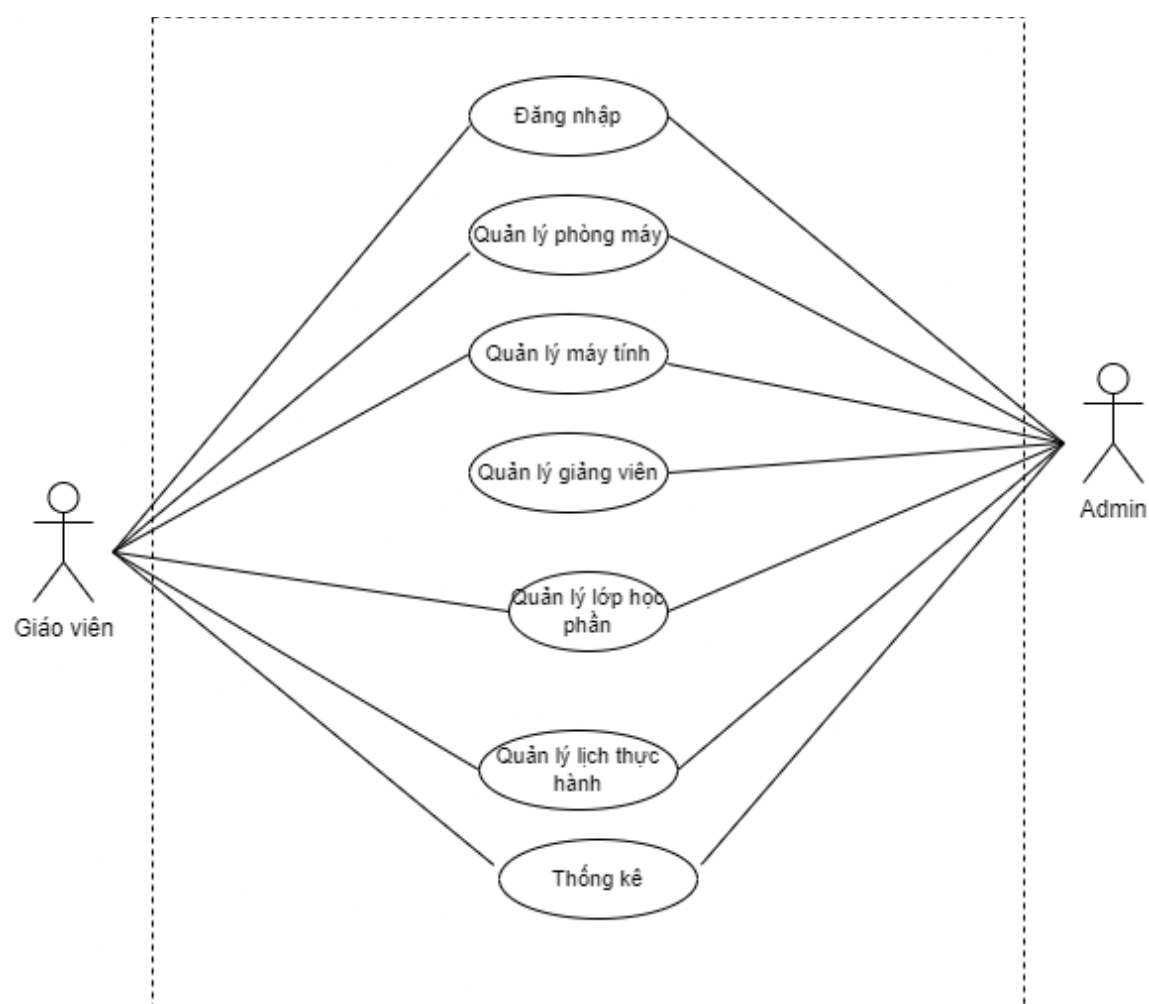 Đăng nhập
Quản lý phòng máy
Quản lý máy tính
Quản lý giảng viên
Admin
Giáo viên
Quản lý lớp học
phần
Quản lý lịch thực
hành
Thống kê